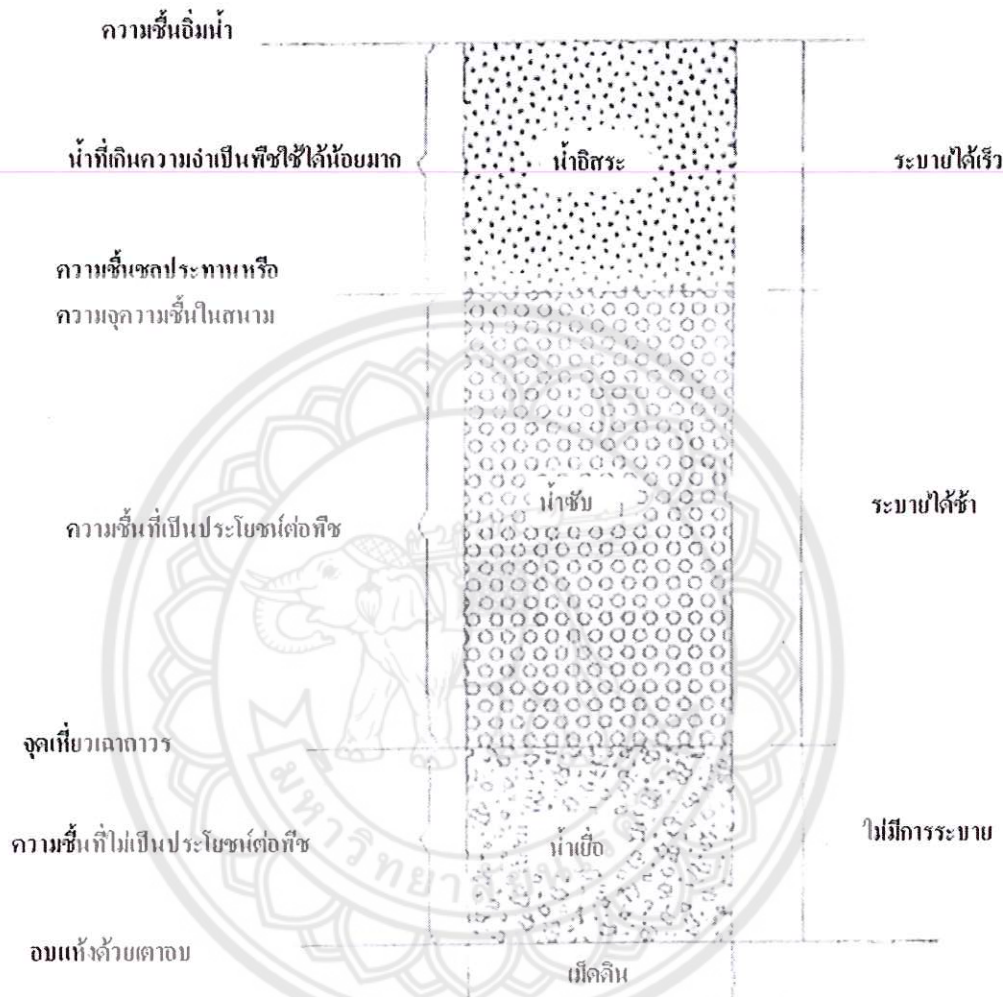 ความชื้นอิ่มน้ำ
น้ำที่เกินความจำเป็นพืชใช้ได้น้อยมาก
น้ำอิสระ
ระบายได้เร็ว
ความชื้นชลประทานหรือ
ความจุความชื้นในสนาม
น้ำซับ
ระบายได้ช้า
ความชื้นที่เป็นประโยชน์ต่อพืช
จุดเหี่ยวเฉาถาวร
ความชื้นที่ไม่เป็นประโยชน์ต่อพืช
น้ำเยื่อ
ไม่มีการระบาย
อบแห้งด้วยเตาอบ
เม็ดดิน